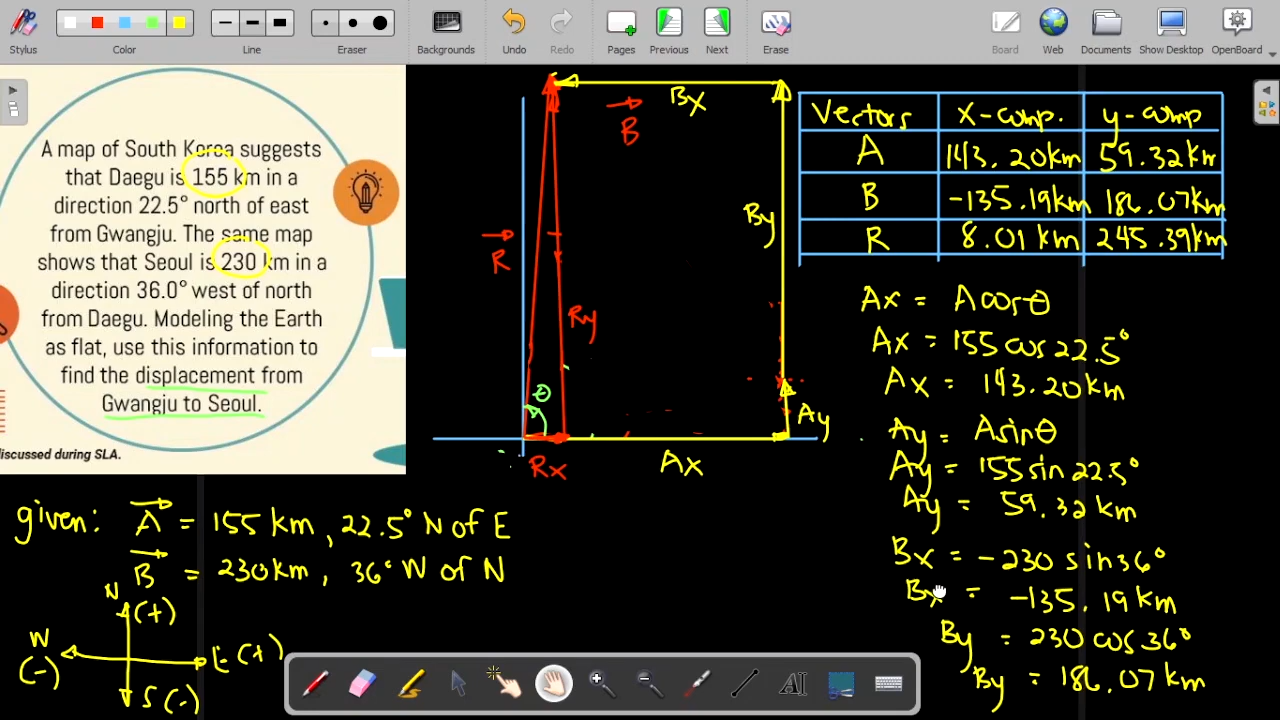 Stylus
Color
Line
Eraser
Backgrounds
Undo
Redo
Pages
Previous
Next
Erase
Board
Web
Documents
Show Desktop
OpenBoard
A map of South Korea suggests
that Daegu is 155 km in a
direction 22.5° north of east
from Gwangju. The same map
shows that Seoul is 230 km in a
direction 36.0° west of north
from Daegu. Modeling the Earth
as flat, use this information to
find the displacement from
Gwangju to Seoul.
discussed during SLA.
Bx
B
By
R
Ry
θ
Ay
Rx
Ax
Vectors x-comp. y-comp
A 143.20km 59.32km
B -135.19km 186.07km
R 8.01 km 245.39km
Ax = A cos θ
Ax = 155 cos 22.5°
Ax = 143.20km
Ay = A sin θ
Ay = 155 sin 22.5°
Ay = 59.32 km
Bx = -230 sin 36°
Bx = -135.19 km
By = 230 cos 36°
By = 186.07 km
given: A = 155 km, 22.5° N of E
B = 230km, 36° W of N
N (+)
W (-)
E (+)
S (-)
AI